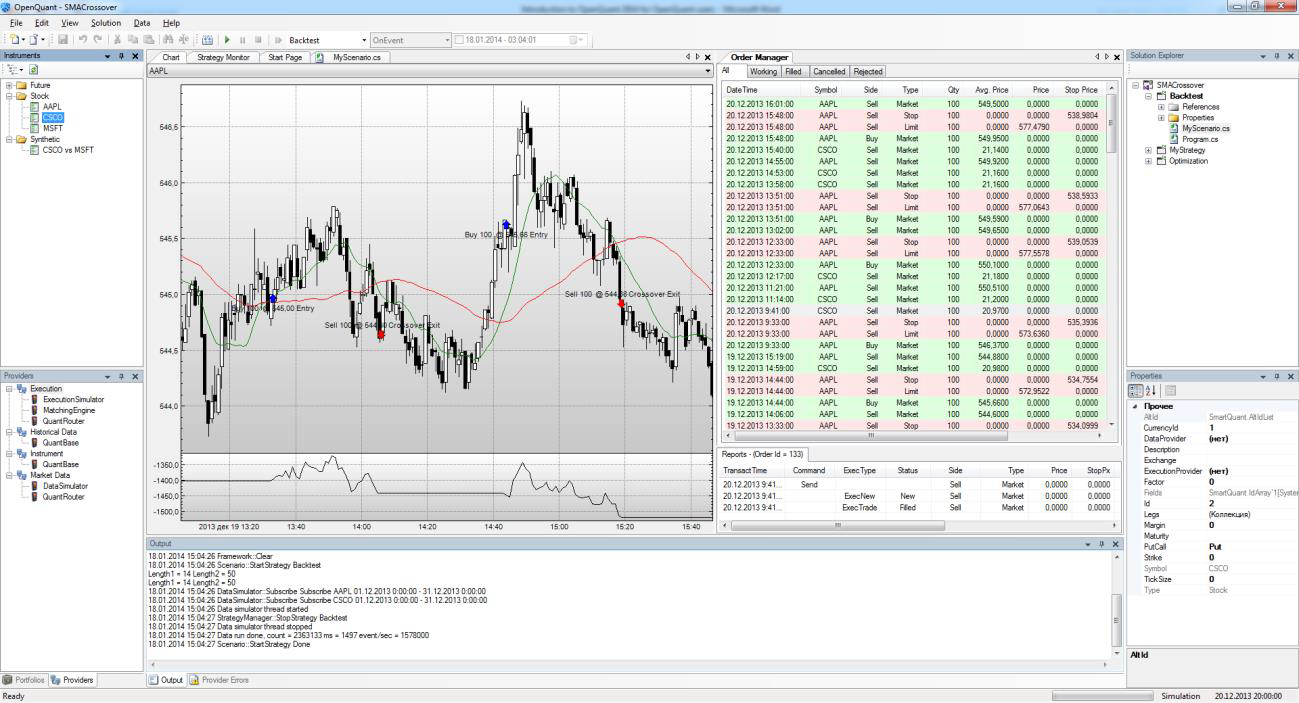 OpenQuant - SMACrossover
File Edit View Solution Data Help
Backtest OnEvent 18.01.2014 - 03:04:01
Instruments
Future
Stock
AAPL
CSCO
MSFT
Synthetic
CSCO vs MSFT
Providers
Execution
ExecutionSimulator
MatchingEngine
QuantRouter
Historical Data
QuantBase
Instrument
QuantBase
Market Data
DataSimulator
QuantRouter
Portfolios Providers
Chart Strategy Monitor Start Page MyScenario.cs
AAPL
546,5
546,0
545,5
545,0
544,5
544,0
Buy 100 @ 545,66 Entry
Sell 100 @ 544,88 Crossover Exit
545,00 Entry
Sell 100 @ 544,60 Crossover Exit
-1350,0
-1400,0
-1450,0
-1500,0
2013 дек 19 13:20 13:40 14:00 14:20 14:40 15:00 15:20 15:40
Order Manager
All Working Filled Cancelled Rejected
DateTime Symbol Side Type Qty Avg. Price Price Stop Price
20.12.2013 16:01:00 AAPL Sell Market 100 549,5000 0,0000 0,0000
20.12.2013 15:48:00 AAPL Sell Stop 100 0,0000 0,0000 538,9804
20.12.2013 15:48:00 AAPL Sell Limit 100 0,0000 577,4790 0,0000
20.12.2013 15:48:00 AAPL Buy Market 100 549,9500 0,0000 0,0000
20.12.2013 15:40:00 CSCO Sell Market 100 21,1400 0,0000 0,0000
20.12.2013 14:55:00 AAPL Sell Market 100 549,9200 0,0000 0,0000
20.12.2013 14:53:00 CSCO Sell Market 100 21,1600 0,0000 0,0000
20.12.2013 13:58:00 CSCO Sell Market 100 21,1600 0,0000 0,0000
20.12.2013 13:51:00 AAPL Sell Stop 100 0,0000 0,0000 538,5933
20.12.2013 13:51:00 AAPL Sell Limit 100 0,0000 577,0643 0,0000
20.12.2013 13:51:00 AAPL Buy Market 100 549,5900 0,0000 0,0000
20.12.2013 13:02:00 AAPL Sell Market 100 549,6500 0,0000 0,0000
20.12.2013 12:33:00 AAPL Sell Stop 100 0,0000 0,0000 539,0539
20.12.2013 12:33:00 AAPL Sell Limit 100 0,0000 577,5578 0,0000
20.12.2013 12:33:00 AAPL Buy Market 100 550,1000 0,0000 0,0000
20.12.2013 12:17:00 CSCO Sell Market 100 21,1800 0,0000 0,0000
20.12.2013 11:21:00 AAPL Sell Market 100 550,5100 0,0000 0,0000
20.12.2013 11:14:00 CSCO Sell Market 100 21,2000 0,0000 0,0000
20.12.2013 9:41:00 CSCO Sell Market 100 20,9700 0,0000 0,0000
20.12.2013 9:33:00 AAPL Sell Stop 100 0,0000 0,0000 535,3936
20.12.2013 9:33:00 AAPL Sell Limit 100 0,0000 573,6360 0,0000
20.12.2013 9:33:00 AAPL Buy Market 100 546,3700 0,0000 0,0000
19.12.2013 15:19:00 AAPL Sell Market 100 544,8800 0,0000 0,0000
19.12.2013 14:59:00 CSCO Sell Market 100 20,9800 0,0000 0,0000
19.12.2013 14:44:00 AAPL Sell Stop 100 0,0000 0,0000 534,7554
19.12.2013 14:44:00 AAPL Sell Limit 100 0,0000 572,9522 0,0000
19.12.2013 14:44:00 AAPL Buy Market 100 545,6600 0,0000 0,0000
19.12.2013 14:06:00 AAPL Sell Market 100 544,6000 0,0000 0,0000
19.12.2013 13:33:00 AAPL Sell Stop 100 0,0000 0,0000 534,0999
Reports - (Order Id = 133)
TransactTime Command ExecType Status Side Type Price StopPx
20.12.2013 9:41... Send Sell Market 0,0000 0,0000
20.12.2013 9:41... ExecNew New Sell Market 0,0000 0,0000
20.12.2013 9:41... ExecTrade Filled Sell Market 0,0000 0,0000
Output
18.01.2014 15:04:26 Framework::Clear
18.01.2014 15:04:26 Scenario::StartStrategy Backtest
Length1 = 14 Length2 = 50
Length1 = 14 Length2 = 50
18.01.2014 15:04:26 DataSimulator::Subscribe Subscribe AAPL 01.12.2013 0:00:00 - 31.12.2013 0:00:00
18.01.2014 15:04:26 DataSimulator::Subscribe Subscribe CSCO 01.12.2013 0:00:00 - 31.12.2013 0:00:00
18.01.2014 15:04:26 Data simulator thread started
18.01.2014 15:04:27 StrategyManager::StopStrategy Backtest
18.01.2014 15:04:27 Data simulator thread stopped
18.01.2014 15:04:27 Data run done, count = 2363133 ms = 1497 event/sec = 1578000
18.01.2014 15:04:27 Scenario::StartStrategy Done
Output Provider Errors
Solution Explorer
SMACrossover
Backtest
References
Properties
MyScenario.cs
Program.cs
MyStrategy
Optimization
Properties
Прочее
AltId SmartQuant.AltIdList
CurrencyId 1
DataProvider (нет)
Description
Exchange
ExecutionProvider (нет)
Factor 0
Fields SmartQuant.IdArray`1[System
Id 2
Legs (Коллекция)
Margin 0
Maturity
PutCall Put
Strike 0
Symbol CSCO
TickSize 0
Type Stock
AltId
Ready Simulation 20.12.2013 20:00:00